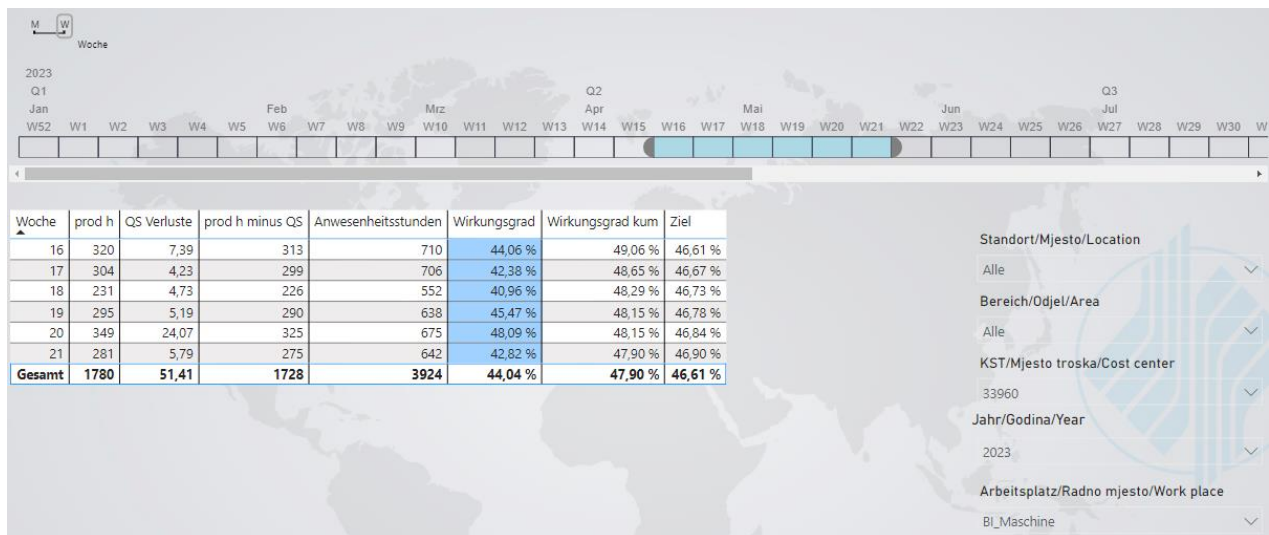 M W
Woche
2023
Q1 Q2 Q3
Jan Feb Mrz Apr Mai Jun Jul
W52 W1 W2 W3 W4 W5 W6 W7 W8 W9 W10 W11 W12 W13 W14 W15 W16 W17 W18 W19 W20 W21 W22 W23 W24 W25 W26 W27 W28 W29 W30 W
Woche prod h QS Verluste prod h minus QS Anwesenheitsstunden Wirkungsgrad Wirkungsgrad kum Ziel
16 320 7,39 313 710 44,06 % 49,06 % 46,61 %
17 304 4,23 299 706 42,38 % 48,65 % 46,67 %
18 231 4,73 226 552 40,96 % 48,29 % 46,73 %
19 295 5,19 290 638 45,47 % 48,15 % 46,78 %
20 349 24,07 325 675 48,09 % 48,15 % 46,84 %
21 281 5,79 275 642 42,82 % 47,90 % 46,90 %
Gesamt 1780 51,41 1728 3924 44,04 % 47,90 % 46,61 %
Standort/Mjesto/Location
Alle
Bereich/Odjel/Area
Alle
KST/Mjesto troska/Cost center
33960
Jahr/Godina/Year
2023
Arbeitsplatz/Radno mjesto/Work place
BI_Maschine